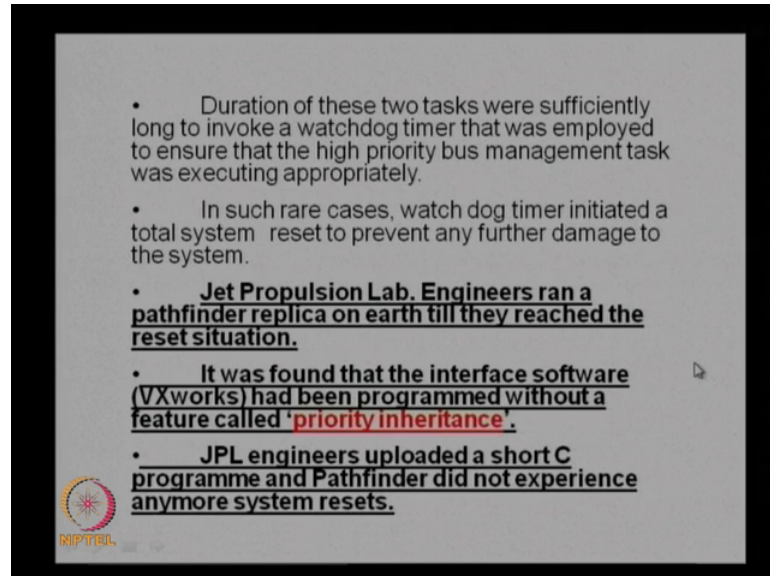 • Duration of these two tasks were sufficiently
long to invoke a watchdog timer that was employed
to ensure that the high priority bus management task
was executing appropriately.
• In such rare cases, watch dog timer initiated a
total system reset to prevent any further damage to
the system.
• Jet Propulsion Lab. Engineers ran a
pathfinder replica on earth till they reached the
reset situation.
• It was found that the interface software
(VXworks) had been programmed without a
feature called ‘priority inheritance’.
• JPL engineers uploaded a short C
programme and Pathfinder did not experience
anymore system resets.
NPTEL